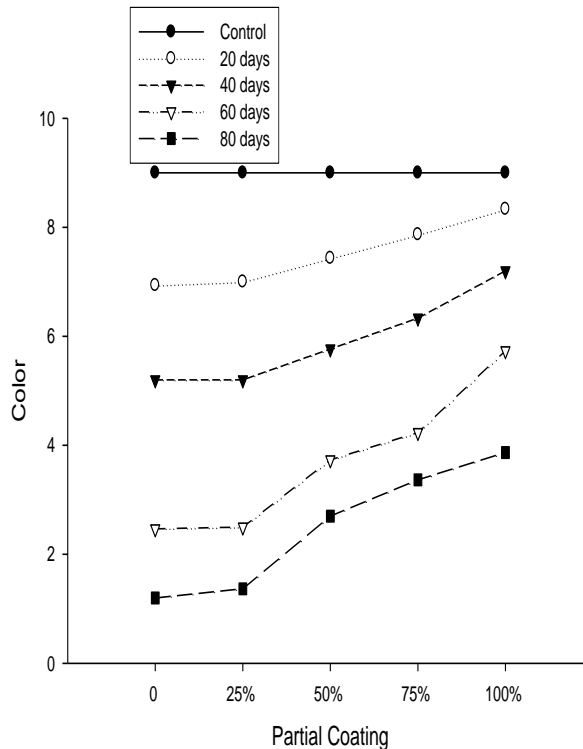 Control
20 days
40 days
60 days
80 days
10
8
6
4
2
0
Color
0 25% 50% 75% 100%
Partial Coating